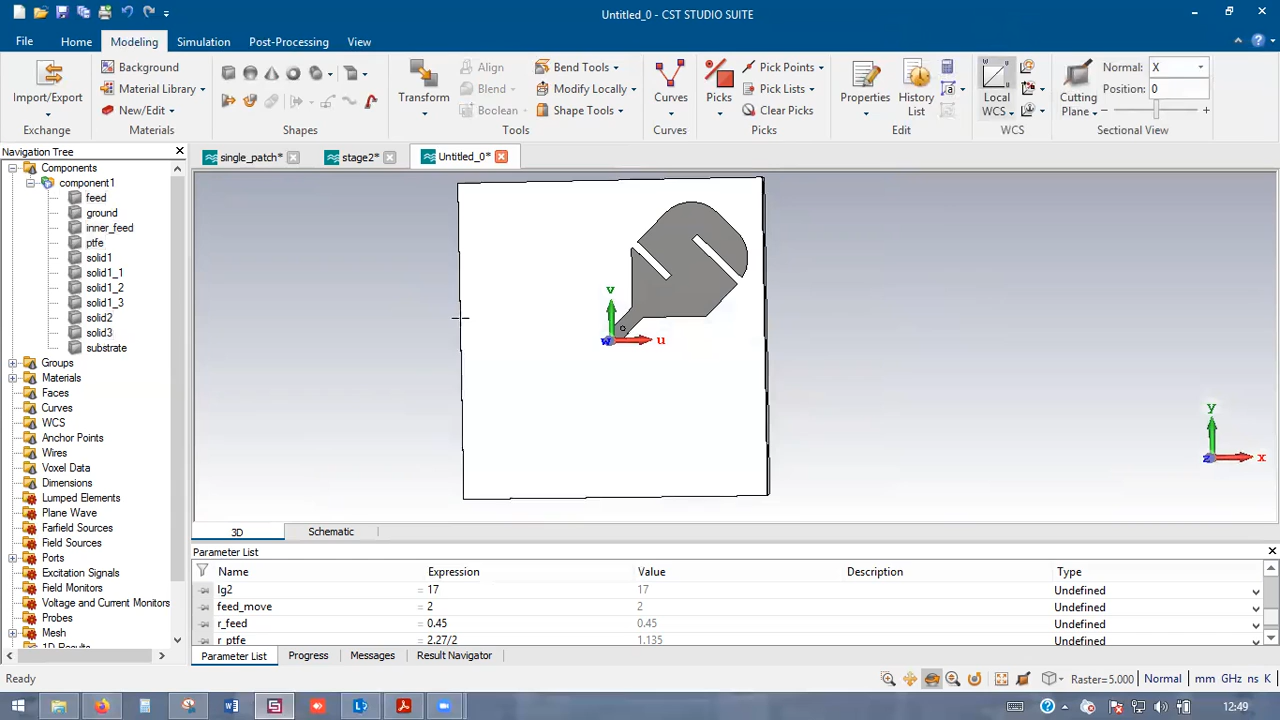 Untitled_0 - CST STUDIO SUITE
File Home Modeling Simulation Post-Processing View
Import/Export
Exchange
Background
Material Library
New/Edit
Materials
Shapes
Transform
Align
Blend
Boolean
Bend Tools
Modify Locally
Shape Tools
Tools
Curves
Curves
Picks
Pick Points
Pick Lists
Clear Picks
Picks
Properties
History List
Edit
Local WCS
WCS
Cutting Plane
Normal: X
Position: 0
Sectional View
Navigation Tree
single_patch* stage2* Untitled_0*
Components
component1
feed
ground
inner_feed
ptfe
solid1
solid1_1
solid1_2
solid1_3
solid2
solid3
substrate
Groups
Materials
Faces
Curves
WCS
Anchor Points
Wires
Voxel Data
Dimensions
Lumped Elements
Plane Wave
Farfield Sources
Field Sources
Ports
Excitation Signals
Field Monitors
Voltage and Current Monitors
Probes
Mesh
1D Results
v
w u
y
z x
3D Schematic
Parameter List
Name Expression Value Description Type
lg2 = 17 17 Undefined
feed_move = 2 2 Undefined
r_feed = 0.45 0.45 Undefined
r_ptfe = 2.27/2 1.135 Undefined
Parameter List Progress Messages Result Navigator
Ready
Raster=5.000 Normal mm GHz ns K
12:49